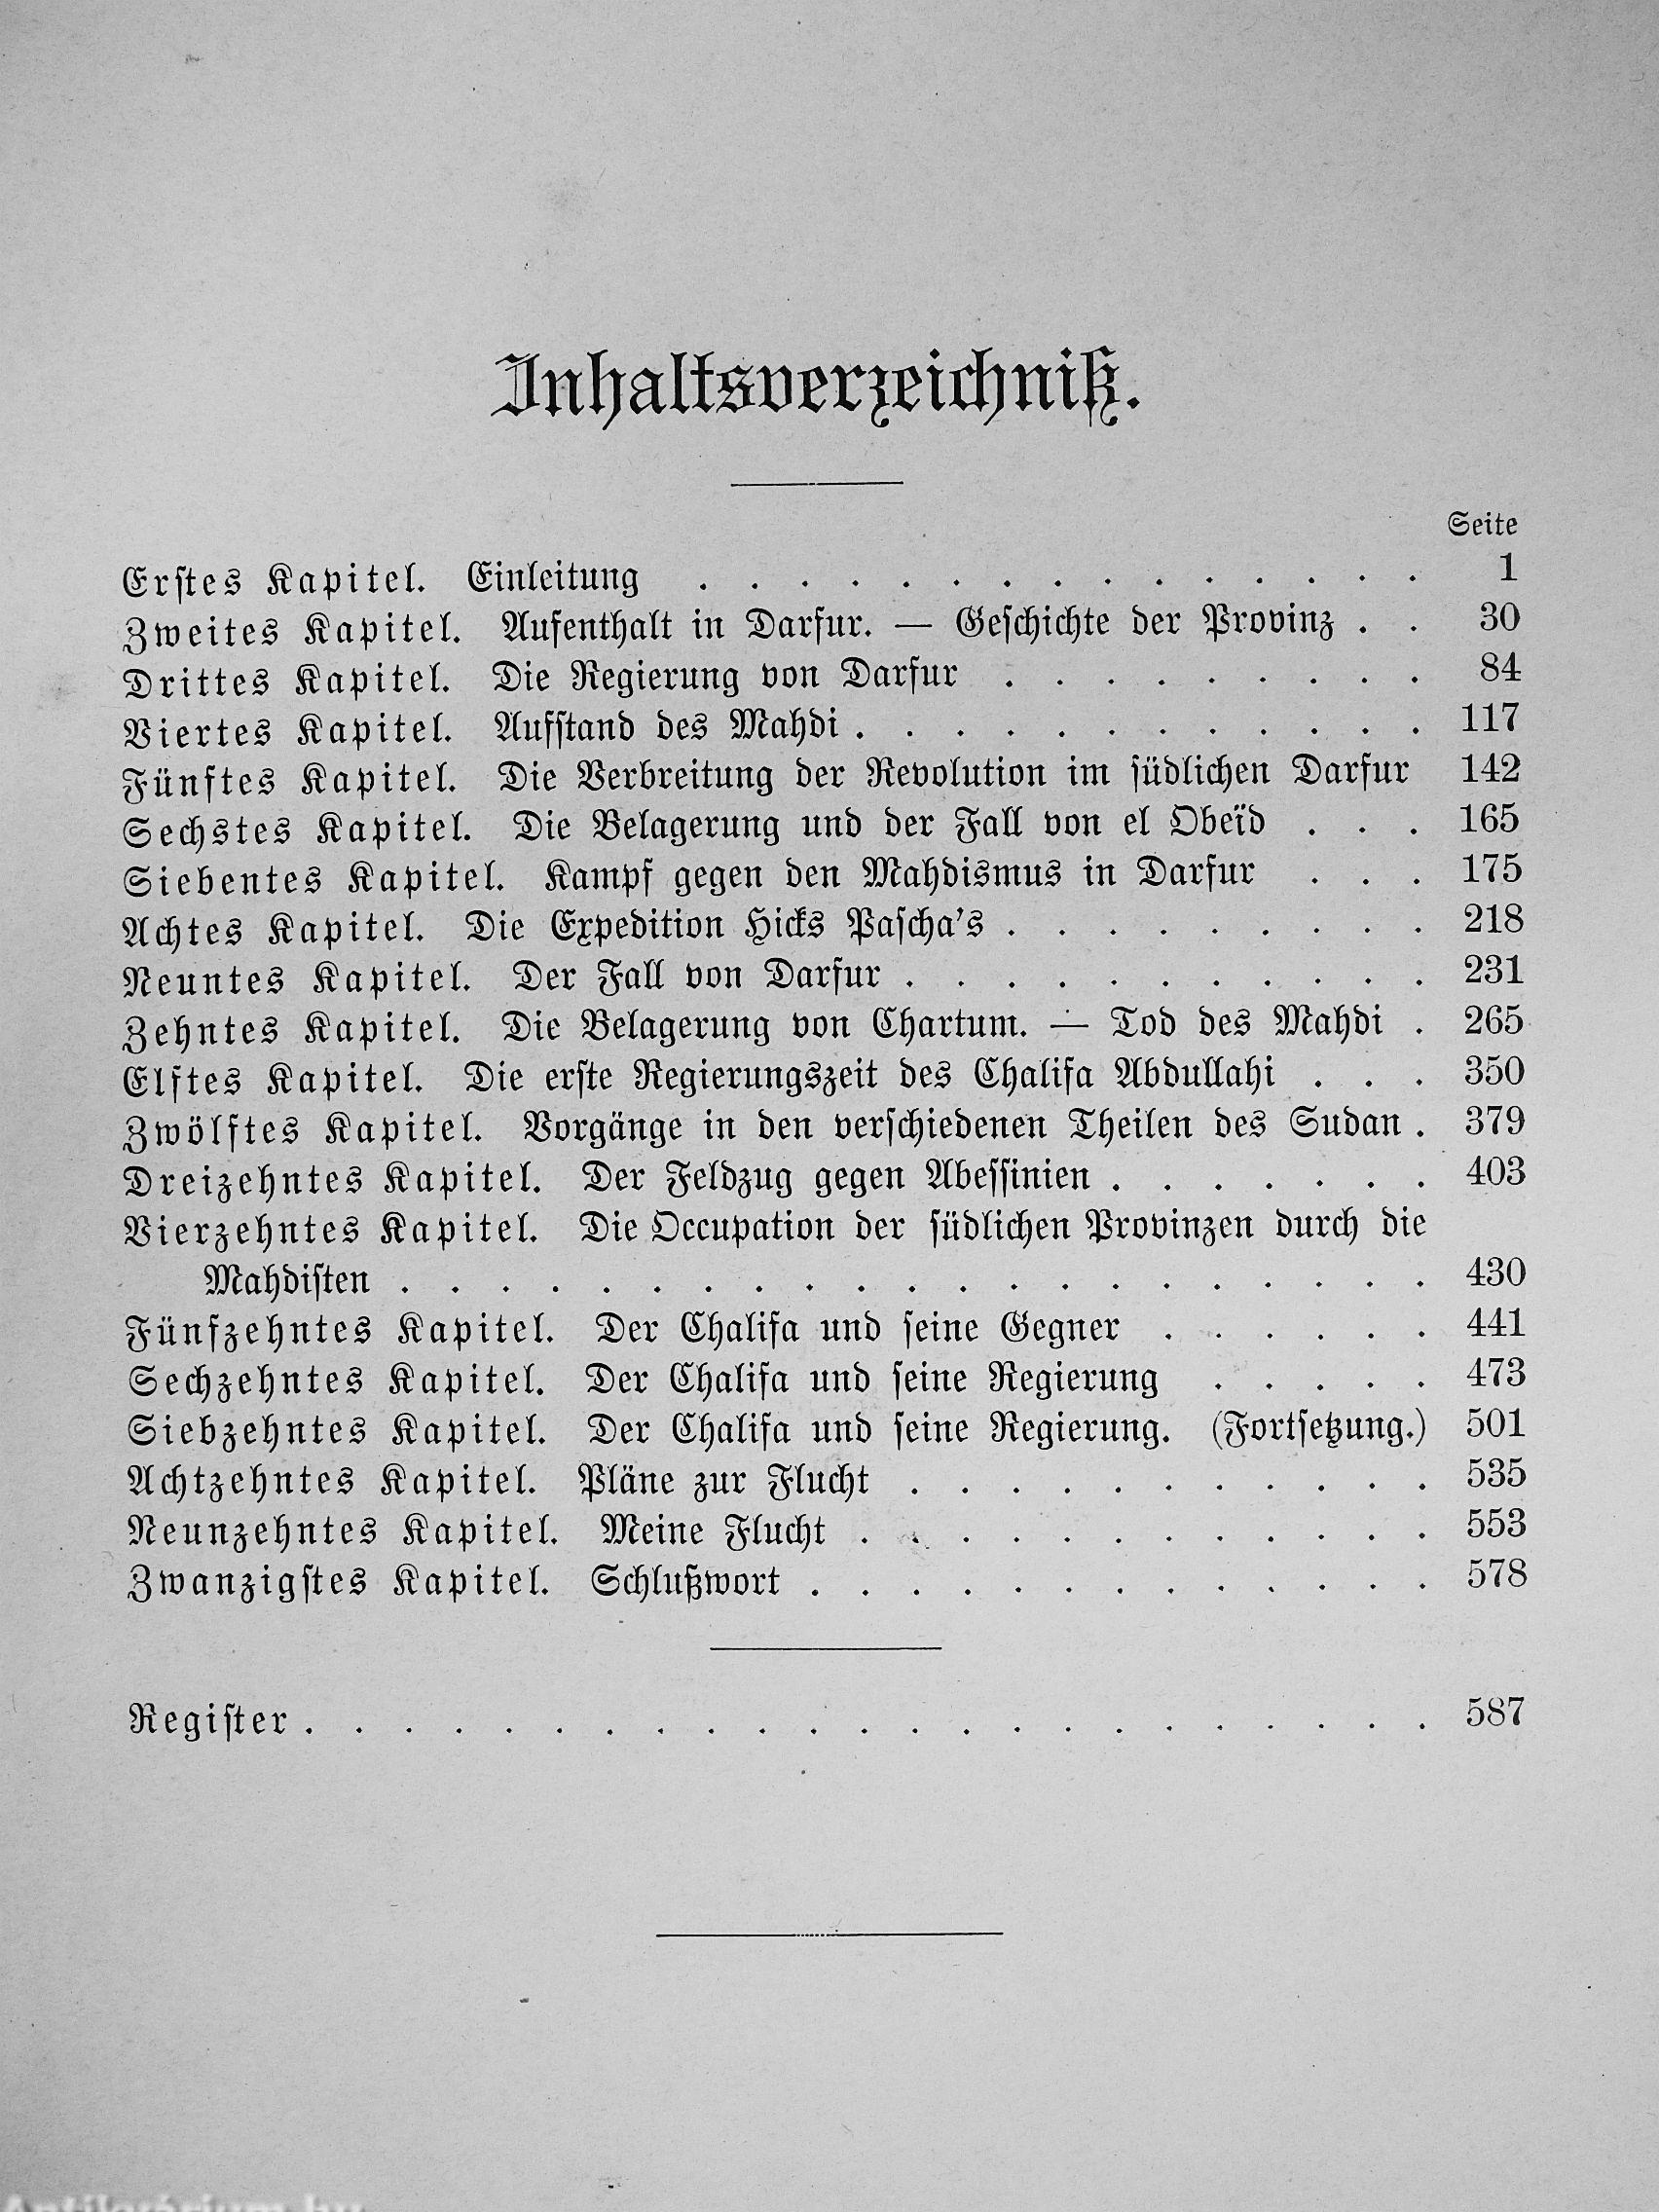 Inhaltsverzeichniß.
Seite
Erstes Kapitel. Einleitung . . . . . . . . . . . . . . . 1
Zweites Kapitel. Aufenthalt in Darfur. — Geschichte der Provinz . . 30
Drittes Kapitel. Die Regierung von Darfur . . . . . . . . . 84
Viertes Kapitel. Aufstand des Mahdi . . . . . . . . . . . . 117
Fünftes Kapitel. Die Verbreitung der Revolution im südlichen Darfur 142
Sechstes Kapitel. Die Belagerung und der Fall von el Obeïd . . . 165
Siebentes Kapitel. Kampf gegen den Mahdismus in Darfur . . . 175
Achtes Kapitel. Die Expedition Hicks Pascha's . . . . . . . . . 218
Neuntes Kapitel. Der Fall von Darfur . . . . . . . . . . . 231
Zehntes Kapitel. Die Belagerung von Chartum. — Tod des Mahdi . 265
Elftes Kapitel. Die erste Regierungszeit des Chalifa Abdullahi . . . 350
Zwölftes Kapitel. Vorgänge in den verschiedenen Theilen des Sudan . 379
Dreizehntes Kapitel. Der Feldzug gegen Abessinien . . . . . . . 403
Vierzehntes Kapitel. Die Occupation der südlichen Provinzen durch die
Mahdisten . . . . . . . . . . . . . . . . . . . . . 430
Fünfzehntes Kapitel. Der Chalifa und seine Gegner . . . . . . 441
Sechzehntes Kapitel. Der Chalifa und seine Regierung . . . . . 473
Siebzehntes Kapitel. Der Chalifa und seine Regierung. (Fortsetzung.) 501
Achtzehntes Kapitel. Pläne zur Flucht . . . . . . . . . . . 535
Neunzehntes Kapitel. Meine Flucht . . . . . . . . . . . . 553
Zwanzigstes Kapitel. Schlußwort . . . . . . . . . . . . . 578
Register . . . . . . . . . . . . . . . . . . . . . . . 587